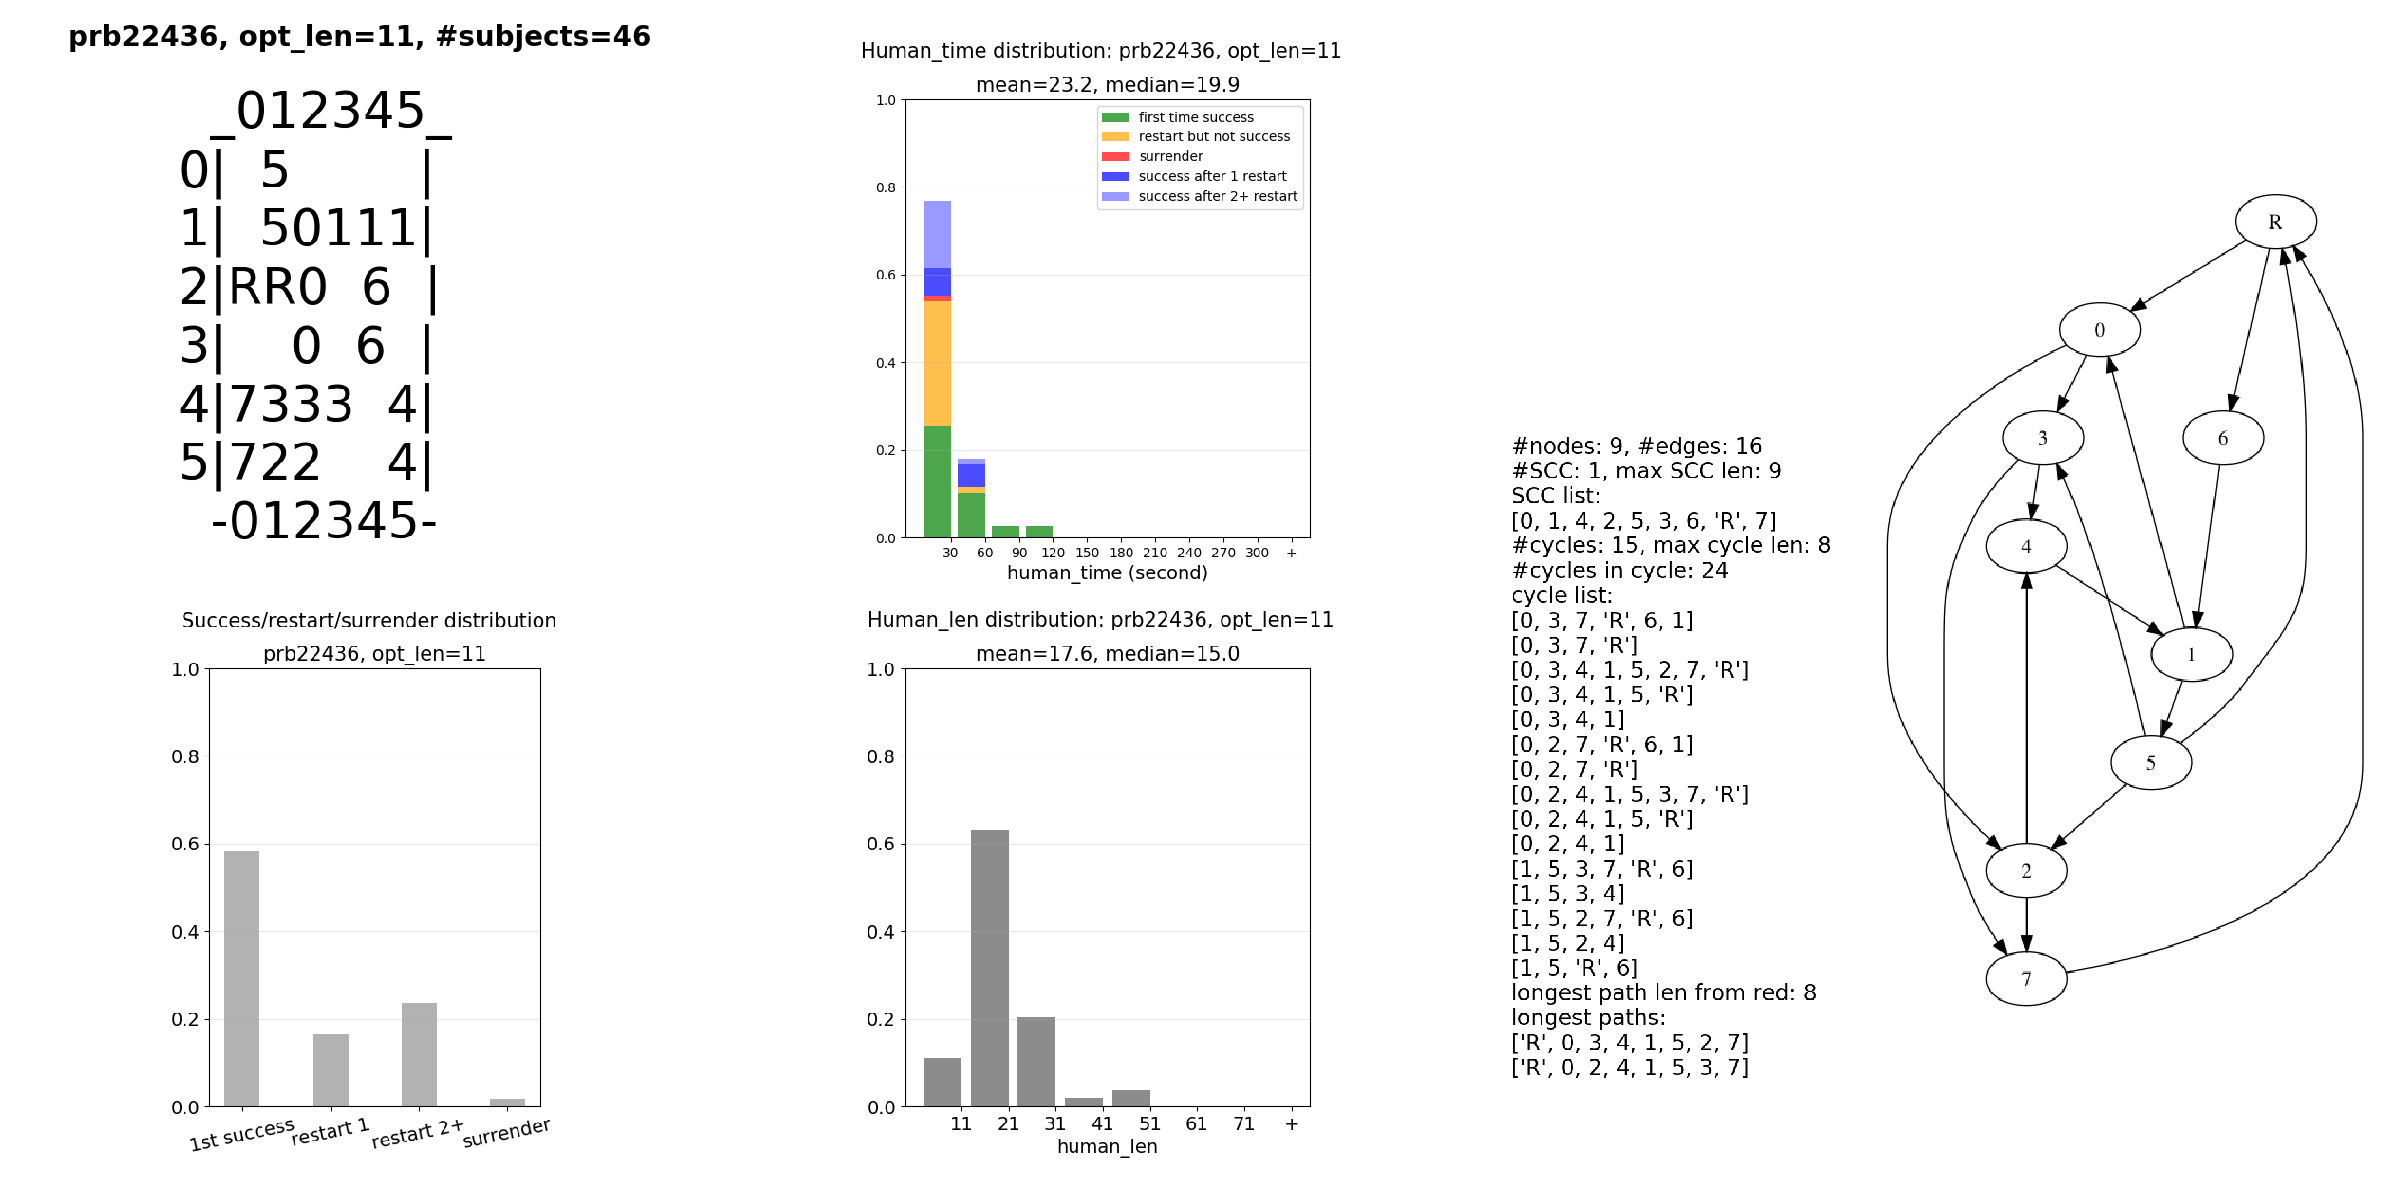 prb22436, opt_len=11, #subjects=46
_012345_
0| 5    |
1| 50111|
2|RR0 6 |
3|  0 6 |
4|7333 4|
5|722  4|
-012345-
Human_time distribution: prb22436, opt_len=11
mean=23.2, median=19.9
1.0
0.8
0.6
0.4
0.2
0.0
first time success
restart but not success
surrender
success after 1 restart
success after 2+ restart
30 60 90 120 150 180 210 240 270 300 +
human_time (second)
Success/restart/surrender distribution
prb22436, opt_len=11
1.0
0.8
0.6
0.4
0.2
0.0
1st success restart 1 restart 2+ surrender
Human_len distribution: prb22436, opt_len=11
mean=17.6, median=15.0
1.0
0.8
0.6
0.4
0.2
0.0
11 21 31 41 51 61 71 +
human_len
#nodes: 9, #edges: 16
#SCC: 1, max SCC len: 9
SCC list:
[0, 1, 4, 2, 5, 3, 6, 'R', 7]
#cycles: 15, max cycle len: 8
#cycles in cycle: 24
cycle list:
[0, 3, 7, 'R', 6, 1]
[0, 3, 7, 'R']
[0, 3, 4, 1, 5, 2, 7, 'R']
[0, 3, 4, 1, 5, 'R']
[0, 3, 4, 1]
[0, 2, 7, 'R', 6, 1]
[0, 2, 7, 'R']
[0, 2, 4, 1, 5, 3, 7, 'R']
[0, 2, 4, 1, 5, 'R']
[0, 2, 4, 1]
[1, 5, 3, 7, 'R', 6]
[1, 5, 3, 4]
[1, 5, 2, 7, 'R', 6]
[1, 5, 2, 4]
[1, 5, 'R', 6]
longest path len from red: 8
longest paths:
['R', 0, 3, 4, 1, 5, 2, 7]
['R', 0, 2, 4, 1, 5, 3, 7]
R
0
3
6
4
1
5
2
7